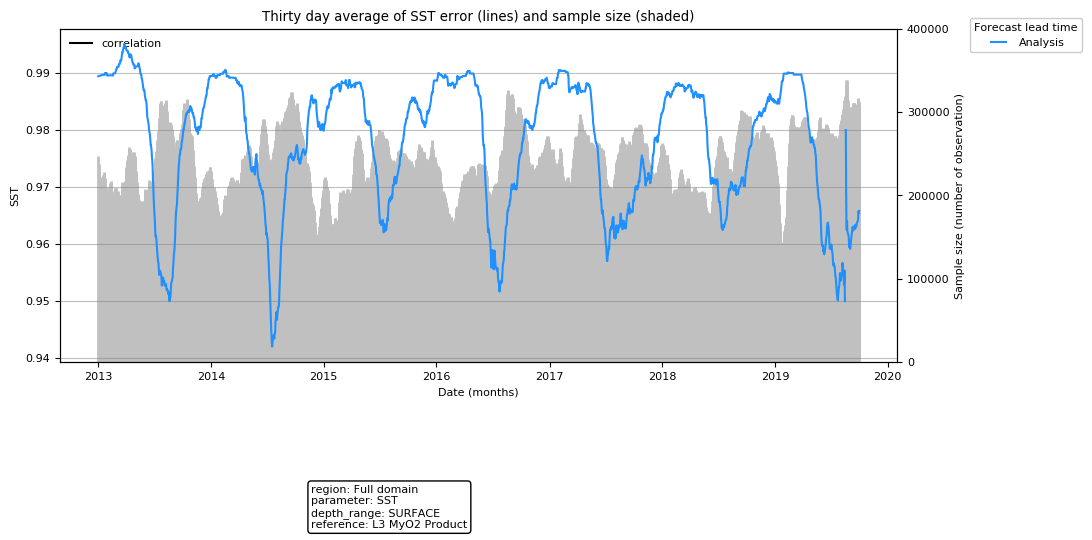 Thirty day average of SST error (lines) and sample size (shaded)
Forecast lead time
Analysis
correlation
SST
0.99
0.98
0.97
0.96
0.95
0.94
400000
300000
200000
100000
0
Sample size (number of observation)
2013 2014 2015 2016 2017 2018 2019 2020
Date (months)
region: Full domain
parameter: SST
depth_range: SURFACE
reference: L3 MyO2 Product